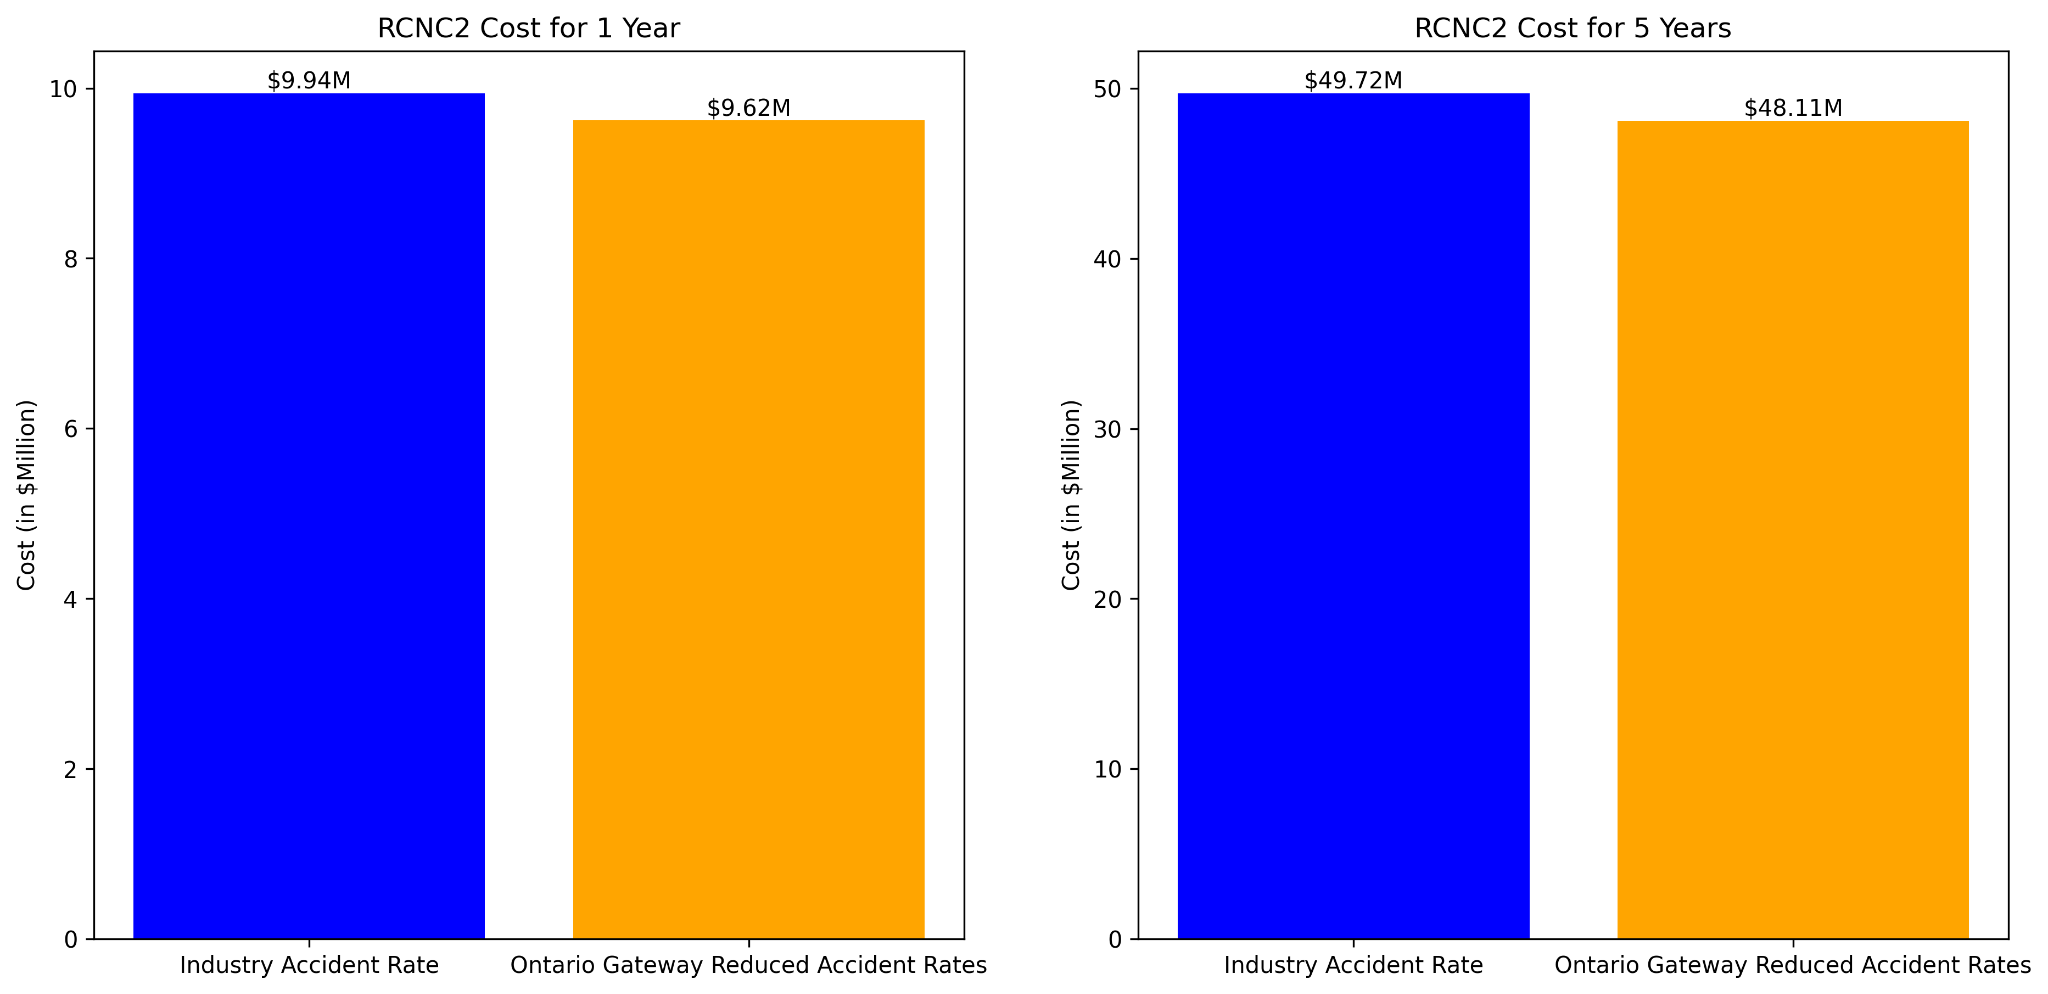 RCNC2 Cost for 1 Year
Cost (in $Million)
10
8
6
4
2
0
$9.94M
$9.62M
Industry Accident Rate
Ontario Gateway Reduced Accident Rates
RCNC2 Cost for 5 Years
Cost (in $Million)
50
40
30
20
10
0
$49.72M
$48.11M
Industry Accident Rate
Ontario Gateway Reduced Accident Rates